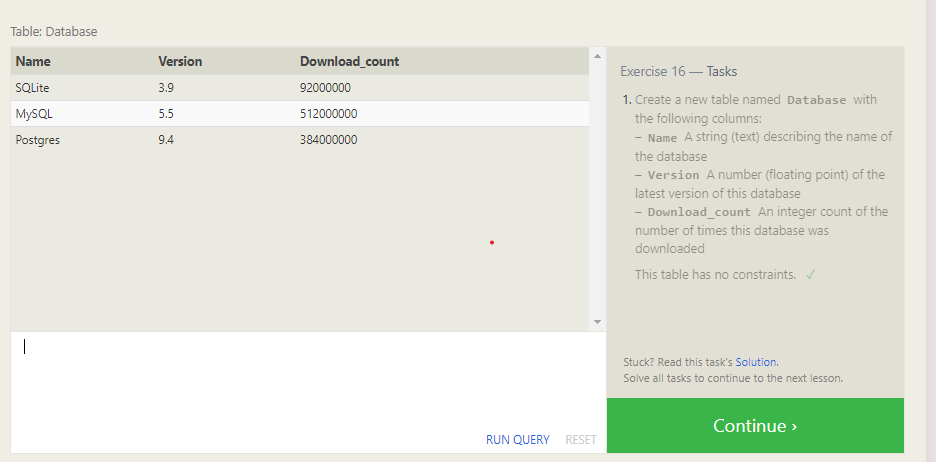 Table: Database
Name Version Download_count
SQLite 3.9 92000000
MySQL 5.5 512000000
Postgres 9.4 384000000
RUN QUERY RESET
Exercise 16 — Tasks
1. Create a new table named Database with
the following columns:
– Name A string (text) describing the name of
the database
– Version A number (floating point) of the
latest version of this database
– Download_count An integer count of the
number of times this database was
downloaded
This table has no constraints. ✓
Stuck? Read this task's Solution.
Solve all tasks to continue to the next lesson.
Continue ›